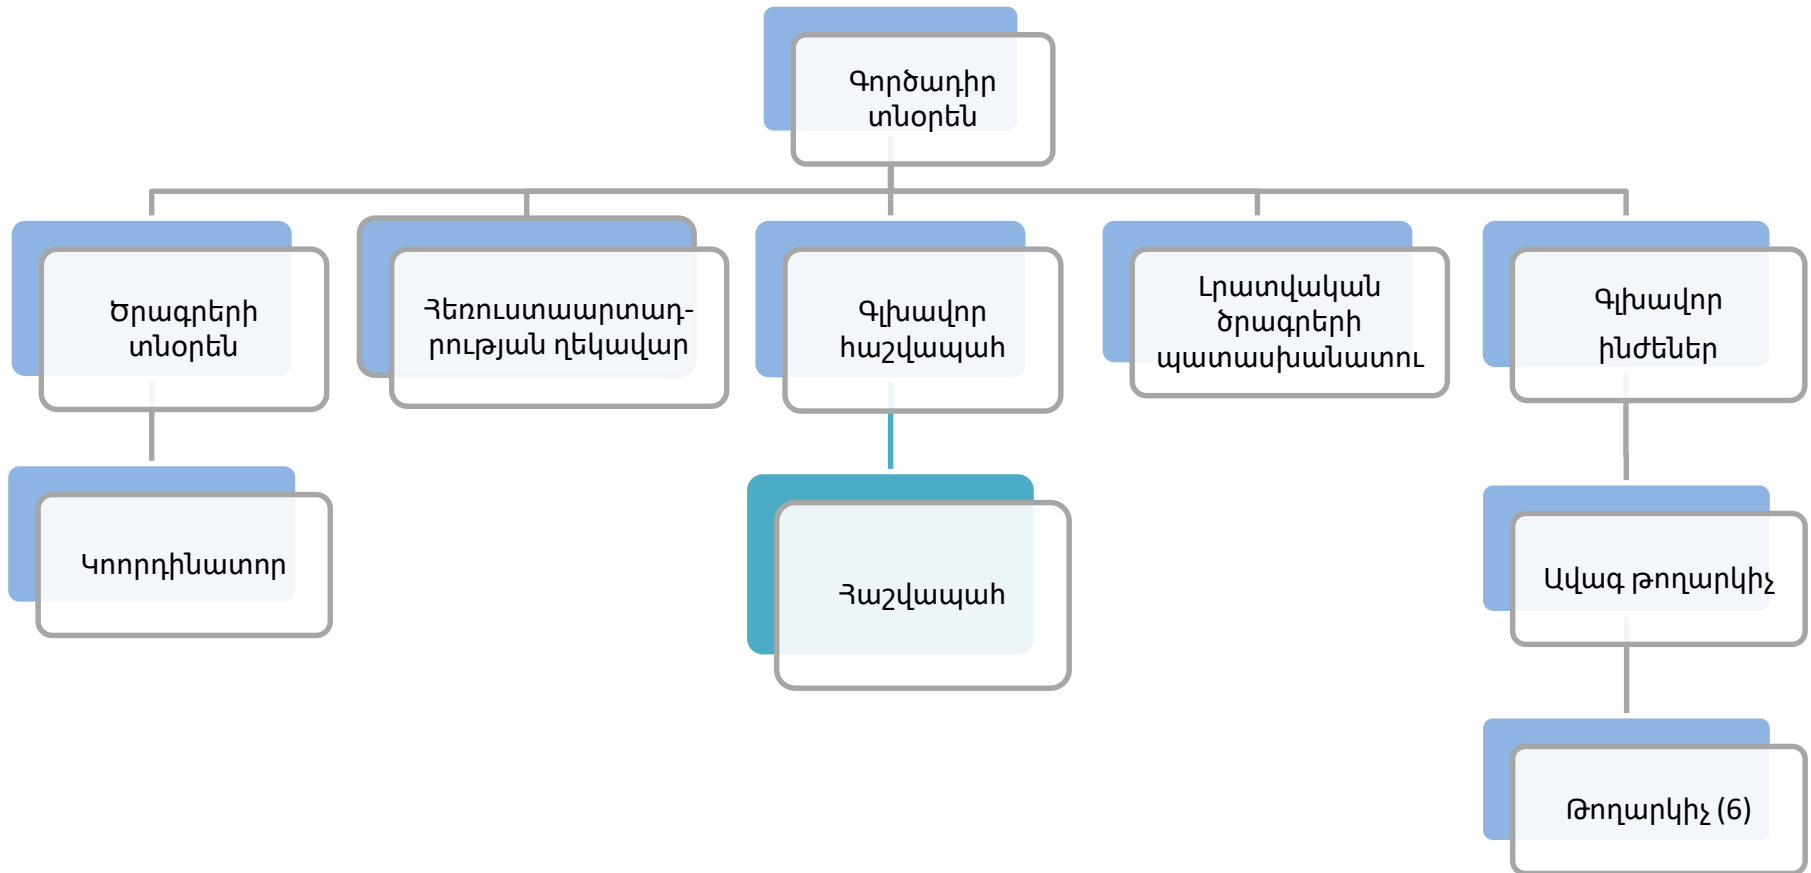 Գործադիր
տնօրեն
Ծրագրերի
տնօրեն
Հեռուստաարտադ-
րության ղեկավար
Գլխավոր
հաշվապահ
Լրատվական
ծրագրերի
պատասխանատու
Գլխավոր
ինժեներ
Կոորդինատոր
Հաշվապահ
Ավագ թողարկիչ
Թողարկիչ (6)